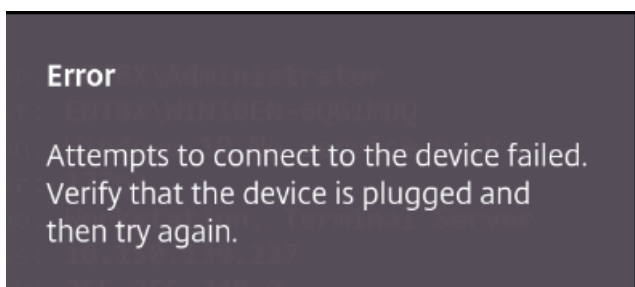 Error
Attempts to connect to the device failed.
Verify that the device is plugged and
then try again.